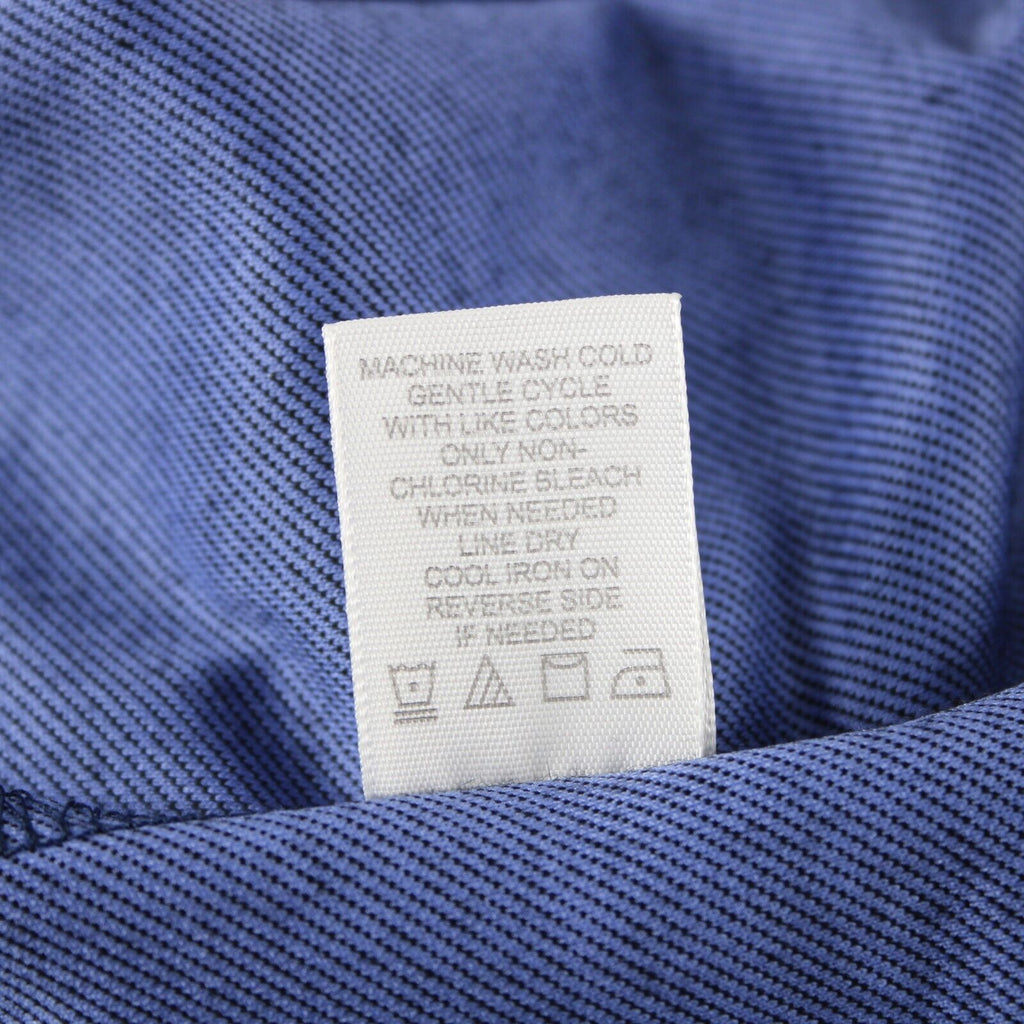 MACHINE WASH COLD
GENTLE CYCLE
WITH LIKE COLORS
ONLY NON-
CHLORINE BLEACH
WHEN NEEDED
LINE DRY
COOL IRON ON
REVERSE SIDE
IF NEEDED